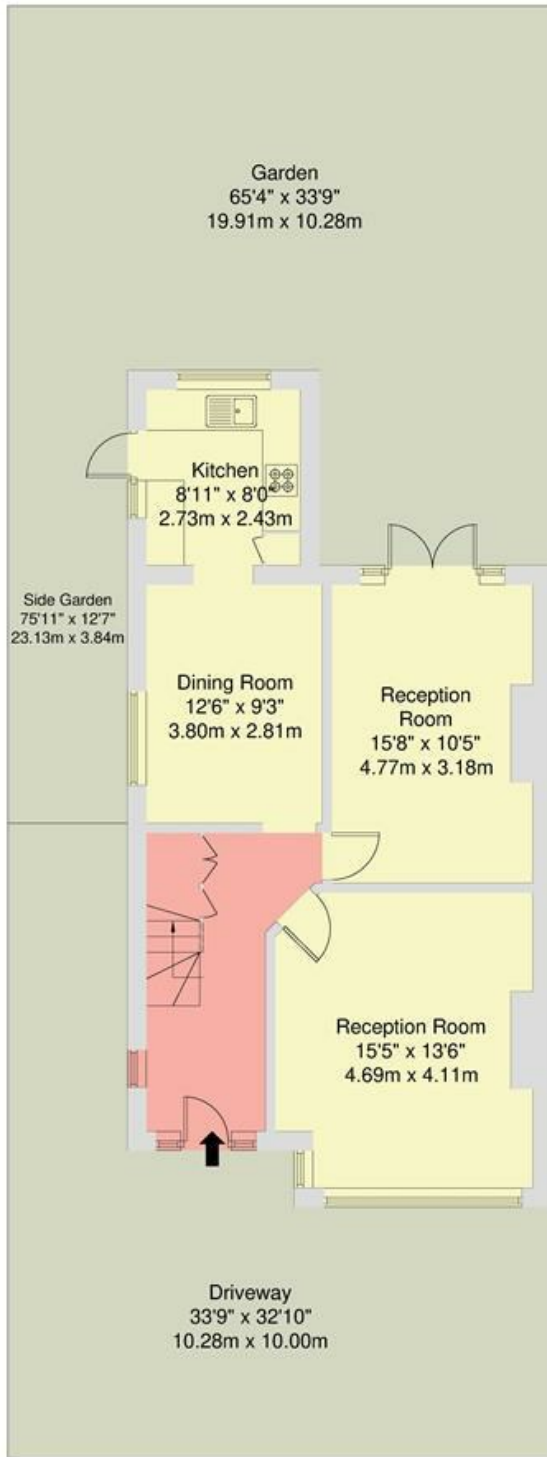 Garden
65'4" x 33'9"
19.91m x 10.28m
Kitchen
8'11" x 8'0"
2.73m x 2.43m
Side Garden
75'11" x 12'7"
23.13m x 3.84m
Dining Room
12'6" x 9'3"
3.80m x 2.81m
Reception
Room
15'8" x 10'5"
4.77m x 3.18m
Reception Room
15'5" x 13'6"
4.69m x 4.11m
Driveway
33'9" x 32'10"
10.28m x 10.00m